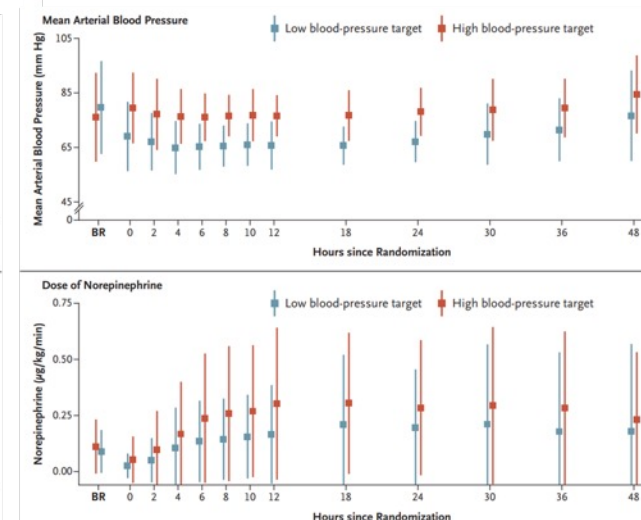 Mean Arterial Blood Pressure
Low blood-pressure target High blood-pressure target
Mean Arterial Blood Pressure (mm Hg)
105
85
65
45
0
BR 0 2 4 6 8 10 12 18 24 30 36 48
Hours since Randomization
Dose of Norepinephrine
Low blood-pressure target High blood-pressure target
Norepinephrine (µg/kg/min)
0.75
0.50
0.25
0.00
BR 0 2 4 6 8 10 12 18 24 30 36 48
Hours since Randomization